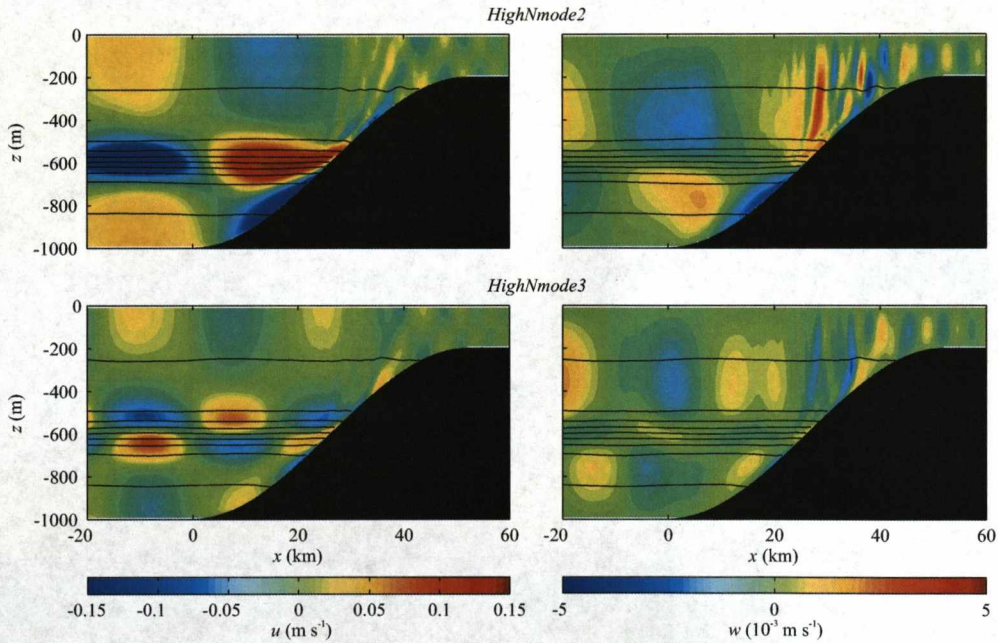 HighNmode2
0
-200
-400
-600
-800
-1000
z (m)
HighNmode3
0
-200
-400
-600
-800
-1000
z (m)
-20 0 20 40 60
x (km)
-20 0 20 40 60
x (km)
-0.15 -0.1 -0.05 0 0.05 0.1 0.15
u (m s⁻¹)
-5 0 5
w (10⁻³ m s⁻¹)